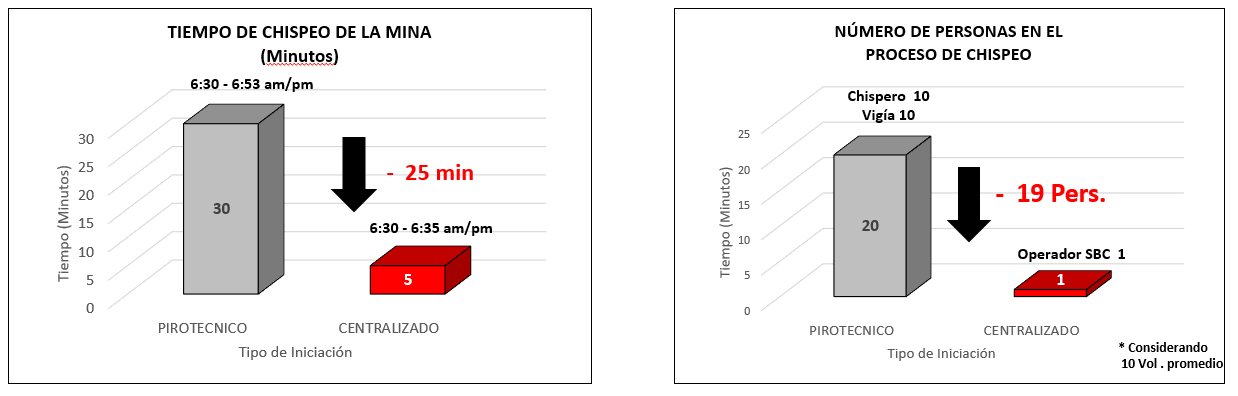 TIEMPO DE CHISPEO DE LA MINA
(Minutos)
6:30 - 6:53 am/pm
30
25
20
15
10
5
0
Tiempo (Minutos)
30
- 25 min
6:30 - 6:35 am/pm
5
PIROTECNICO
CENTRALIZADO
Tipo de Iniciación
NÚMERO DE PERSONAS EN EL
PROCESO DE CHISPEO
Chispero 10
Vigía 10
25
20
15
10
5
0
Tiempo (Minutos)
20
- 19 Pers.
Operador SBC 1
1
PIROTECNICO
CENTRALIZADO
Tipo de Iniciación
* Considerando
10 Vol . promedio